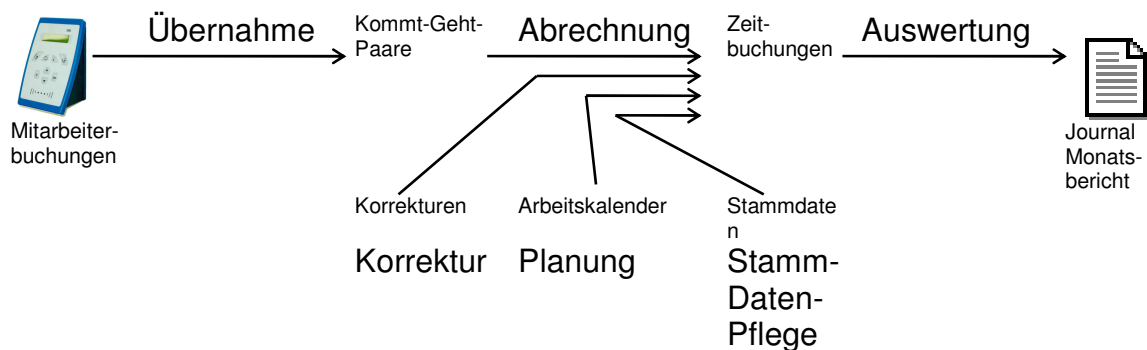 Übernahme
Kommt-Geht-
Paare
Abrechnung
Zeit-
buchungen
Auswertung
Mitarbeiter-
buchungen
Journal
Monats-
bericht
Korrekturen
Arbeitskalender
Stammdate
n
Korrektur
Planung
Stamm-
Daten-
Pflege